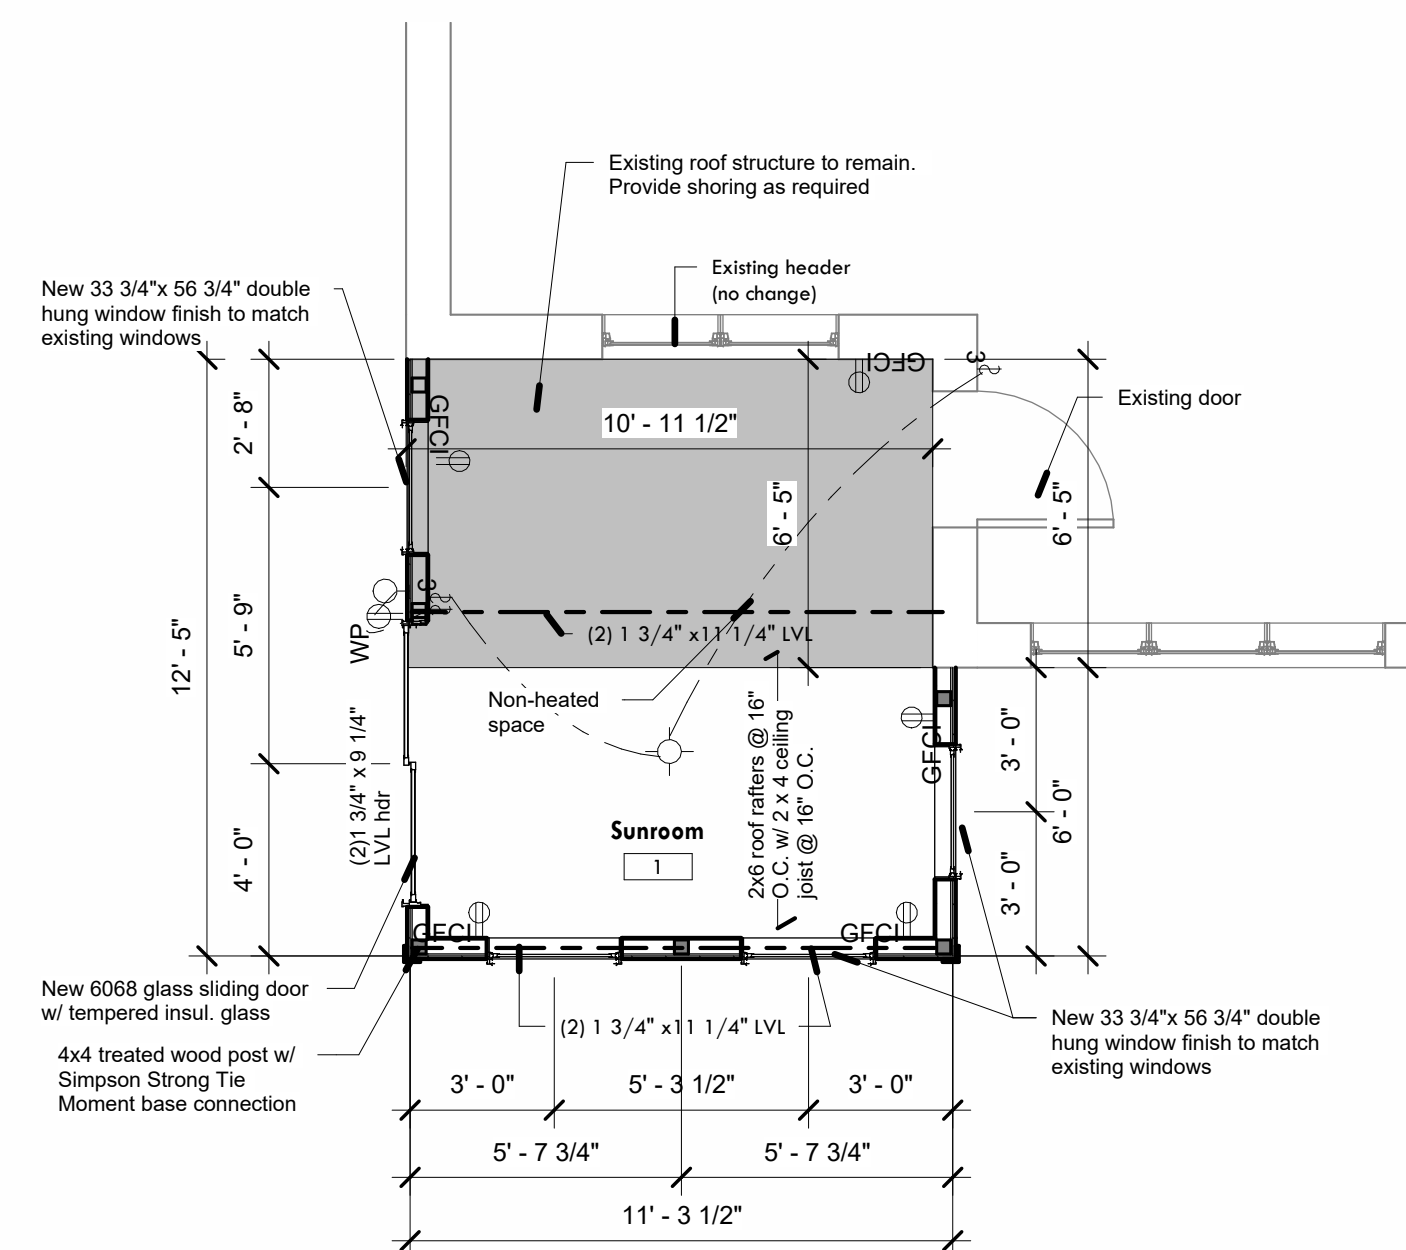 Existing roof structure to remain.
Provide shoring as required
Existing header
(no change)
New 33 3/4"x 56 3/4" double
hung window finish to match
existing windows
GFCI
3
Existing door
2' - 8"
GFCI
10' - 11 1/2"
6' - 5"
6' - 5"
12' - 5"
5' - 9"
3
WP
(2) 1 3/4" x11 1/4" LVL
Non-heated
space
(2)1 3/4" x 9 1/4"
LVL hdr
2x6 roof rafters @ 16"
O.C. w/ 2 x 4 ceiling
joist @ 16" O.C.
GFCI
3' - 0"
6' - 0"
3' - 0"
4' - 0"
Sunroom
1
GFCI
GFCI
New 6068 glass sliding door
w/ tempered insul. glass
4x4 treated wood post w/
Simpson Strong Tie
Moment base connection
(2) 1 3/4" x11 1/4" LVL
New 33 3/4"x 56 3/4" double
hung window finish to match
existing windows
3' - 0"
5' - 3 1/2"
3' - 0"
5' - 7 3/4"
5' - 7 3/4"
11' - 3 1/2"